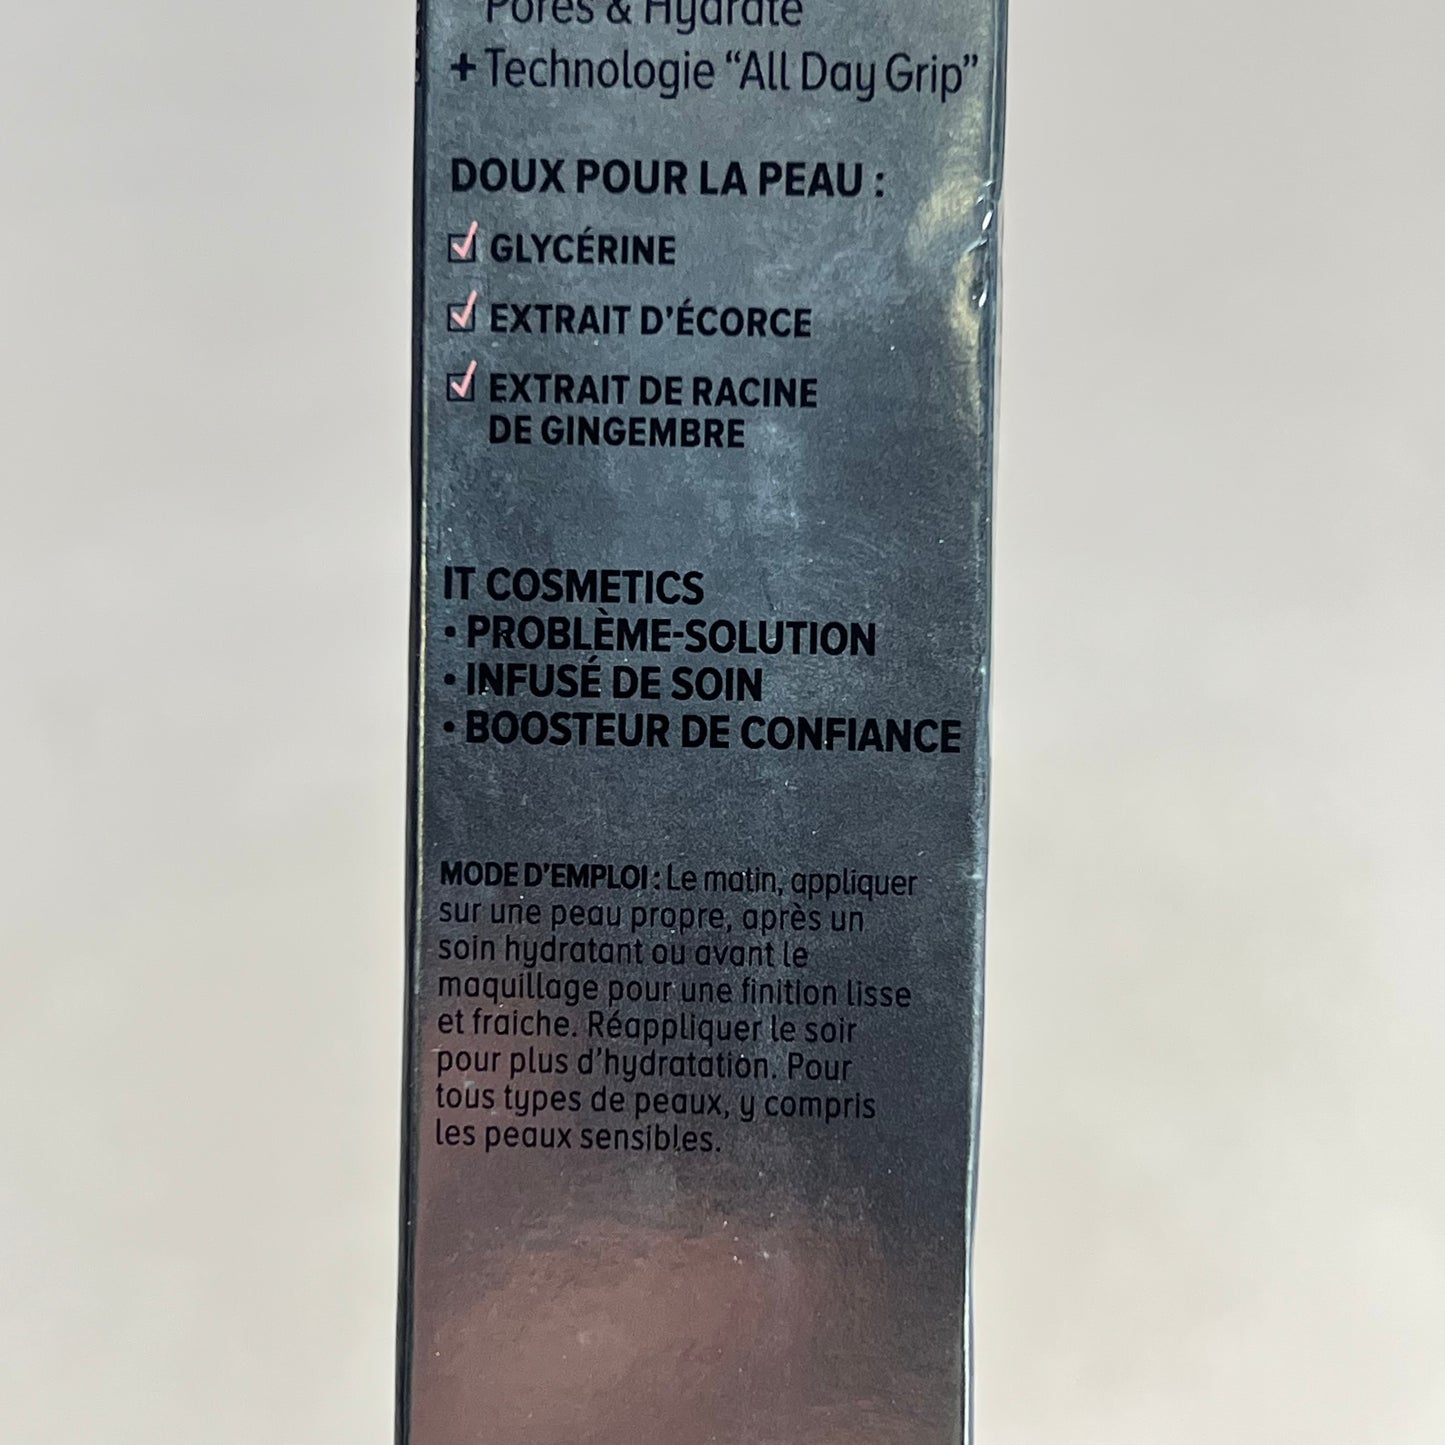 Pores & Hydrate
+ Technologie “All Day Grip”
DOUX POUR LA PEAU :
GLYCÉRINE
EXTRAIT D’ÉCORCE
EXTRAIT DE RACINE
DE GINGEMBRE
IT COSMETICS
• PROBLÈME-SOLUTION
• INFUSÉ DE SOIN
• BOOSTEUR DE CONFIANCE
MODE D’EMPLOI : Le matin, appliquer
sur une peau propre, après un
soin hydratant ou avant le
maquillage pour une finition lisse
et fraiche. Réappliquer le soir
pour plus d’hydratation. Pour
tous types de peaux, y compris
les peaux sensibles.